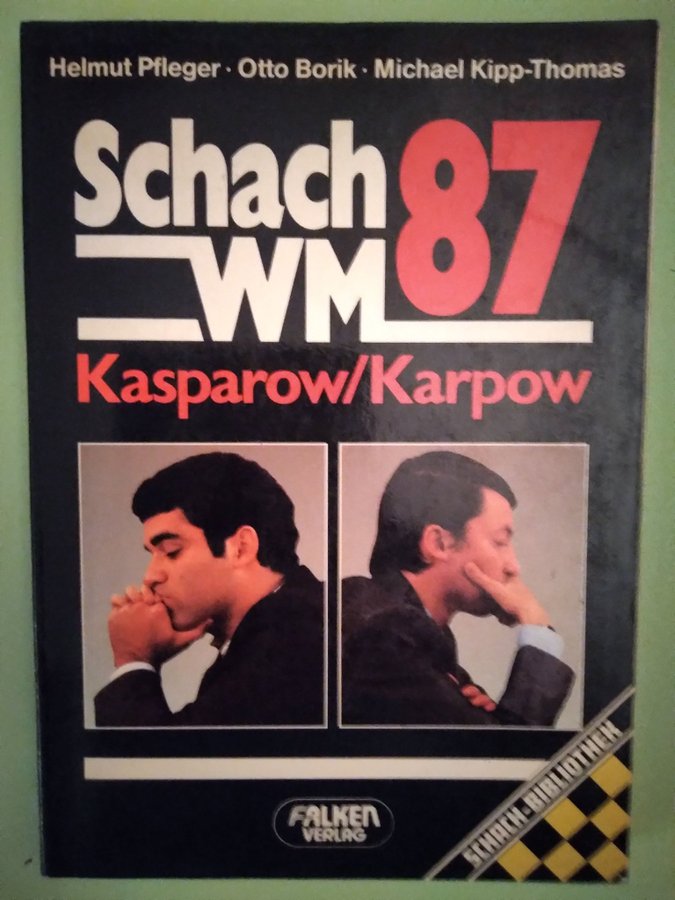 Helmut Pfleger · Otto Borik · Michael Kipp-Thomas
Schach 87
WM
Kasparow/Karpow
SCHACH-BIBLIOTHEK
FALKEN
VERLAG